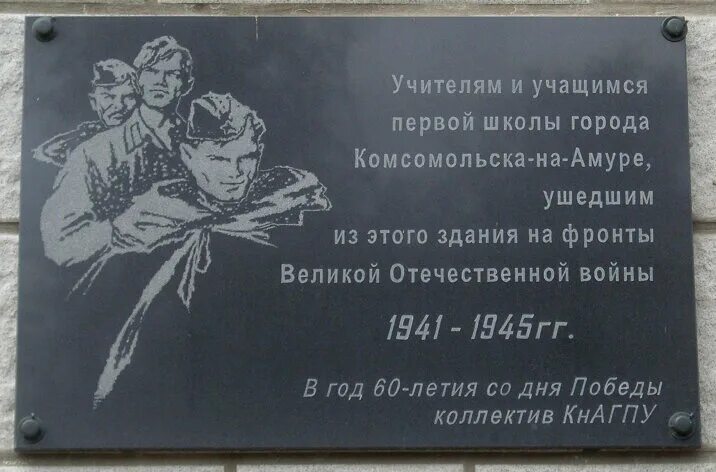 Учителям и учащимся
первой школы города
Комсомольска-на-Амуре,
ушедшим
из этого здания на фронты
Великой Отечественной войны
1941 - 1945гг.
В год 60-летия со дня Победы
коллектив КнАГПУ